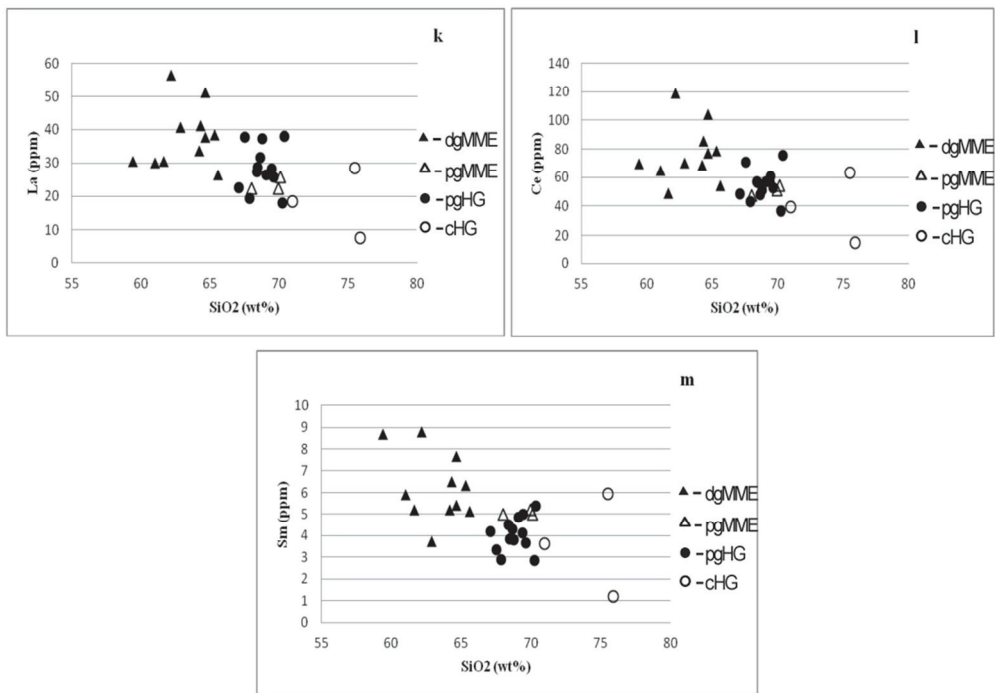 k
60
50
40
30
20
10
0
La (ppm)
55 60 65 70 75 80
SiO2 (wt%)
▲ – dgMME
△ – pgMME
● – pgHG
○ – cHG
l
140
120
100
80
60
40
20
0
Ce (ppm)
55 60 65 70 75 80
SiO2 (wt%)
▲ – dgMME
△ – pgMME
● – pgHG
○ – cHG
m
10
9
8
7
6
5
4
3
2
1
0
Sm (ppm)
55 60 65 70 75 80
SiO2 (wt%)
▲ – dgMME
△ – pgMME
● – pgHG
○ – cHG